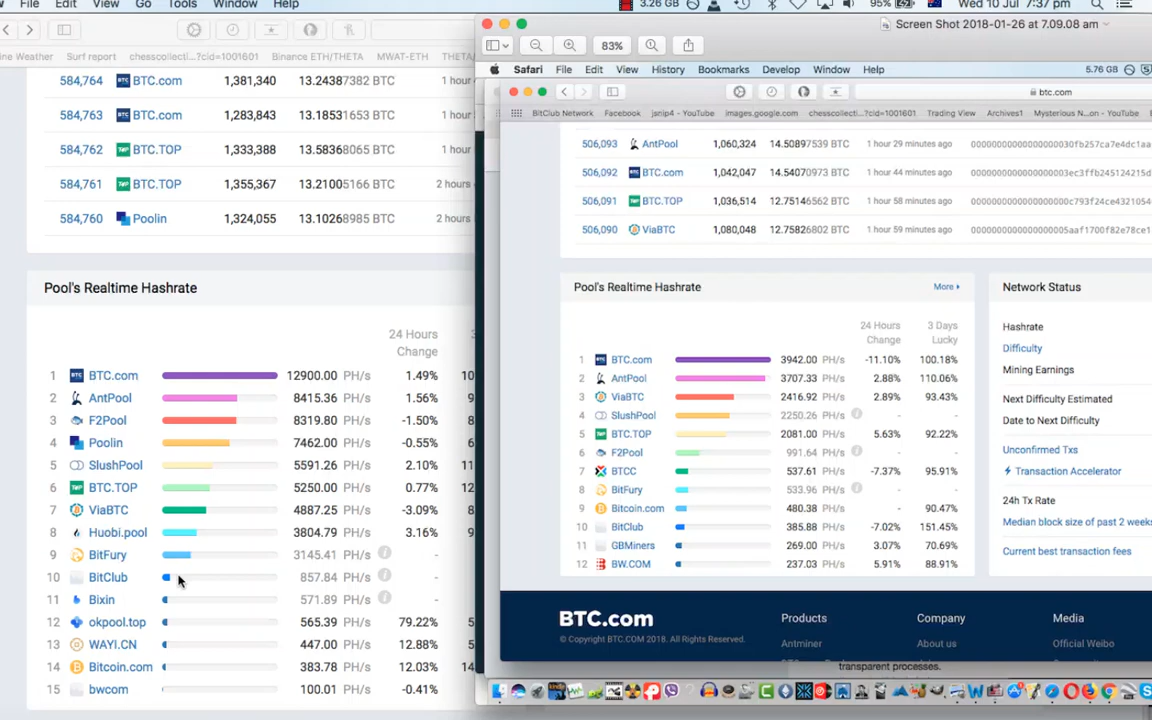 File Edit View Go Tools Window Help
3.26 GB 95% Wed 10 Jul 7:37 pm
ine Weather Surf report chesscollecti...?cid=1001601 Binance ETH/THETA MWAT-ETH THETA/
584,764 BTC.com 1,381,340 13.24387382 BTC 1 hour
584,763 BTC.com 1,283,843 13.18531653 BTC 1 hour
584,762 BTC.TOP 1,333,388 13.58368065 BTC 1 hour
584,761 BTC.TOP 1,355,367 13.21005166 BTC 2 hours
584,760 Poolin 1,324,055 13.10268985 BTC 2 hours
Pool's Realtime Hashrate
24 Hours
Change
1 BTC.com 12900.00 PH/s 1.49% 10
2 AntPool 8415.36 PH/s 1.56% 9
3 F2Pool 8319.80 PH/s -1.50% 8
4 Poolin 7462.00 PH/s -0.55% 8
5 SlushPool 5591.26 PH/s 2.10% 11
6 BTC.TOP 5250.00 PH/s 0.77% 12
7 ViaBTC 4887.25 PH/s -3.09% 8
8 Huobi.pool 3804.79 PH/s 3.16% 9
9 BitFury 3145.41 PH/s -
10 BitClub 857.84 PH/s -
11 Bixin 571.89 PH/s -
12 okpool.top 565.39 PH/s 79.22% 5
13 WAYI.CN 447.00 PH/s 12.88% 5
14 Bitcoin.com 383.78 PH/s 12.03% 14
15 bwcom 100.01 PH/s -0.41%
Screen Shot 2018-01-26 at 7.09.08 am
83%
Safari File Edit View History Bookmarks Develop Window Help 5.76 GB
btc.com
BitClub Network Facebook jsnip4 - YouTube images.google.com chesscollecti...?cid=1001601 Trading View Archives1 Mysterious N...on - YouTube
506,093 AntPool 1,060,324 14.50897539 BTC 1 hour 29 minutes ago 0000000000000000030fb257ca7e4dc1aa
506,092 BTC.com 1,042,047 14.54070973 BTC 1 hour 44 minutes ago
506,091 BTC.TOP 1,036,514 12.75146562 BTC 1 hour 58 minutes ago
506,090 ViaBTC 1,080,048 12.75826802 BTC 1 hour 59 minutes ago
Pool's Realtime Hashrate More
24 Hours 3 Days
Change Lucky
1 BTC.com 3942.00 PH/s -11.10% 100.18%
2 AntPool 3707.33 PH/s 2.88% 110.06%
3 ViaBTC 2416.92 PH/s 2.89% 93.43%
4 SlushPool 2250.26 PH/s - -
5 BTC.TOP 2081.00 PH/s 5.63% 92.22%
6 F2Pool 991.64 PH/s - -
7 BTCC 537.61 PH/s -7.37% 95.91%
8 BitFury 533.96 PH/s - -
9 Bitcoin.com 480.38 PH/s - 90.47%
10 BitClub 385.88 PH/s -7.02% 151.45%
11 GBMiners 269.00 PH/s 3.07% 70.69%
12 BW.COM 237.03 PH/s 5.91% 88.91%
Network Status
Hashrate
Difficulty
Mining Earnings
Next Difficulty Estimated
Date to Next Difficulty
Unconfirmed Txs
Transaction Accelerator
24h Tx Rate
Median block size of past 2 weeks
Current best transaction fees
BTC.com Products Company Media
© Copyright BTC.COM 2018. All Rights Reserved. Antminer About us Official Weibo
transparent processes.